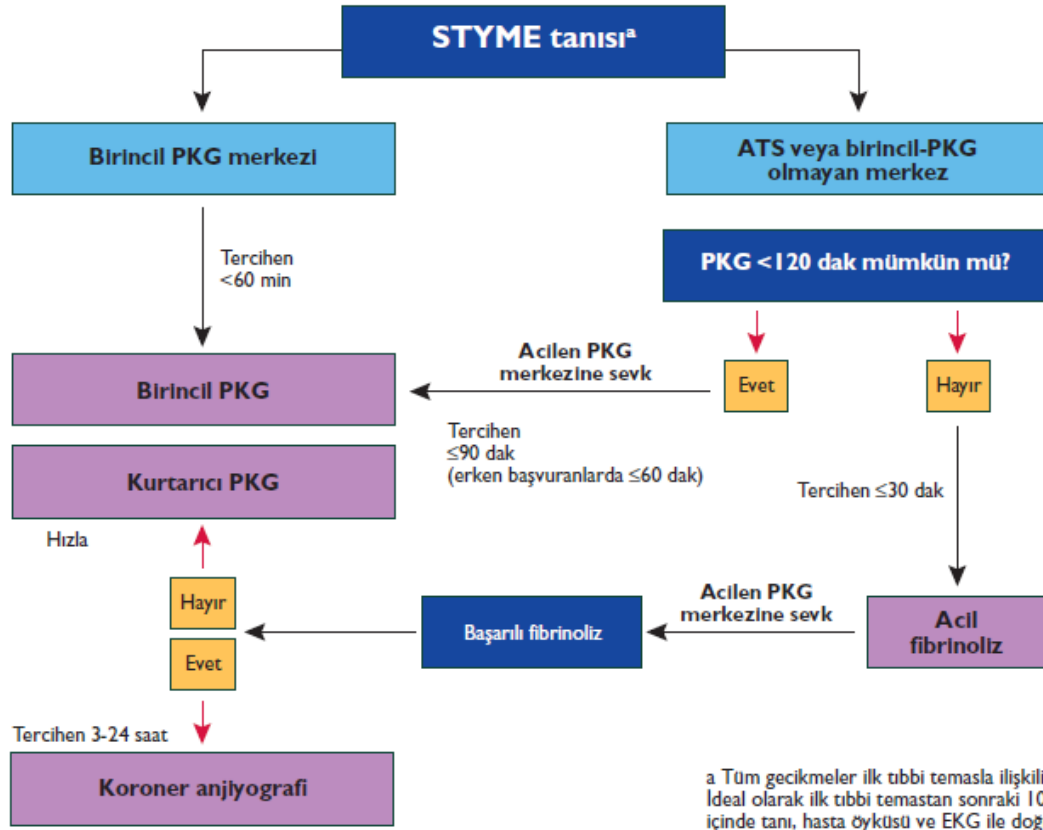 STYME tanısıᵃ
Birincil PKG merkezi
ATS veya birincil-PKG
olmayan merkez
Tercihen
<60 min
PKG <120 dak mümkün mü?
Birincil PKG
Acilen PKG
merkezine sevk
Evet
Hayır
Tercihen
≤90 dak
(erken başvuranlarda ≤60 dak)
Kurtarıcı PKG
Tercihen ≤30 dak
Hızla
Hayır
Evet
Başarılı fibrinoliz
Acilen PKG
merkezine sevk
Acil
fibrinoliz
Tercihen 3-24 saat
Koroner anjiyografi
a Tüm gecikmeler ilk tıbbi temasla ilişkili
İdeal olarak ilk tıbbi temastan sonraki 10
içinde tanı, hasta öyküsü ve EKG ile doğ